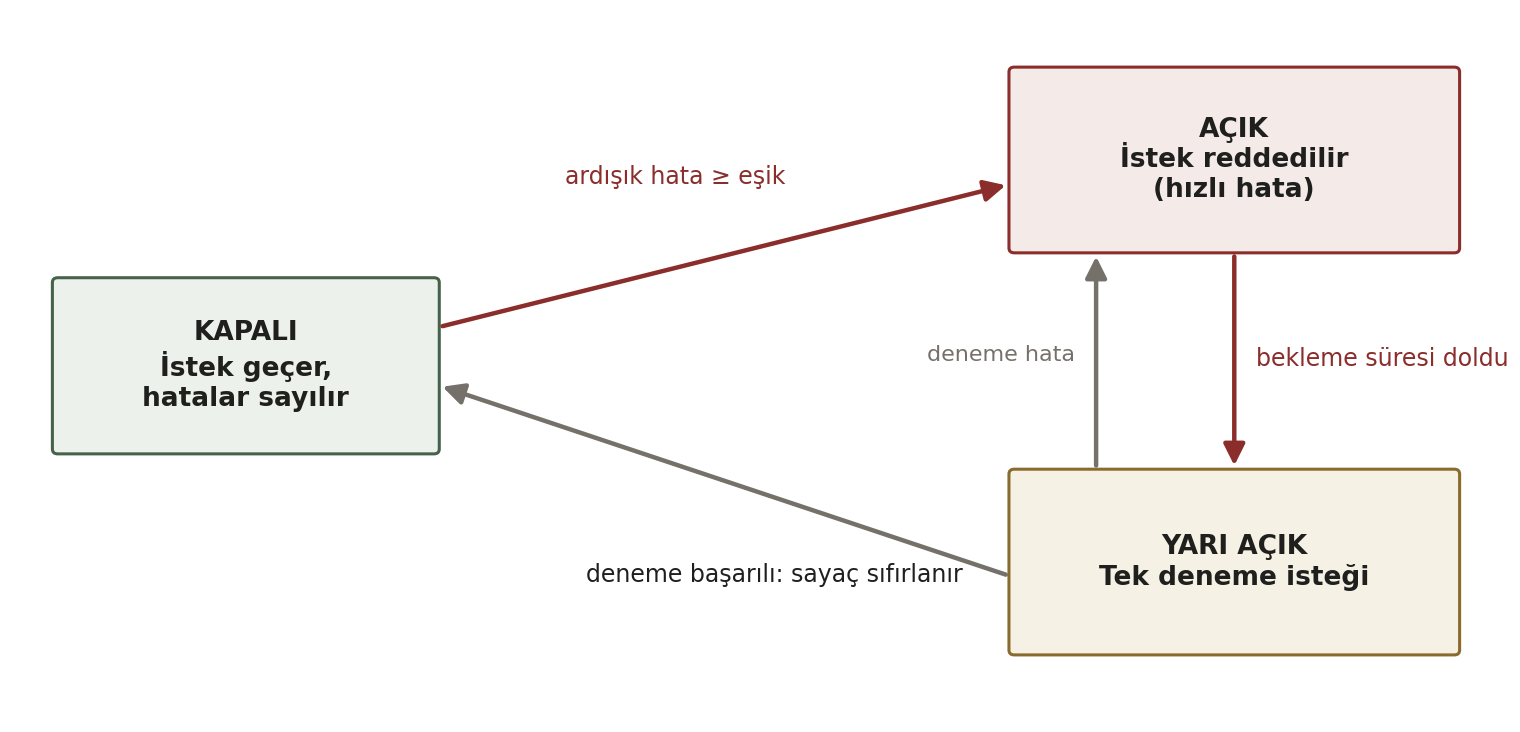 AÇIK
İstek reddedilir
(hızlı hata)
ardışık hata ≥ eşik
KAPALI
İstek geçer,
hatalar sayılır
deneme hata
bekleme süresi doldu
deneme başarılı: sayaç sıfırlanır
YARI AÇIK
Tek deneme isteği